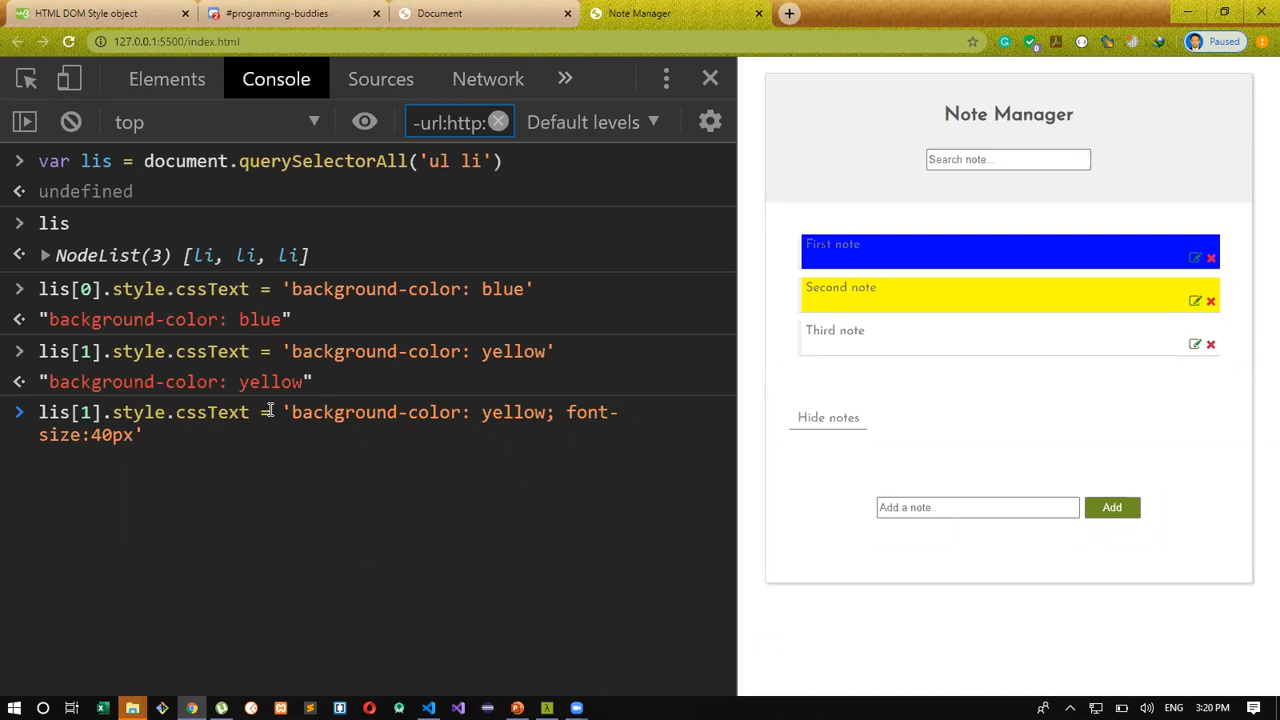 HTML DOM Style object
#programming-buddies
Document
Note Manager
127.0.0.1:5500/index.html
Paused
Elements
Console
Sources
Network
top
-url:http:
Default levels
var lis = document.querySelectorAll('ul li')
undefined
lis
NodeList(3) [li, li, li]
lis[0].style.cssText = 'background-color: blue'
"background-color: blue"
lis[1].style.cssText = 'background-color: yellow'
"background-color: yellow"
lis[1].style.cssText = 'background-color: yellow; font-
size:40px'
Note Manager
Search note...
First note
Second note
Third note
Hide notes
Add a note..
Add
3:20 PM